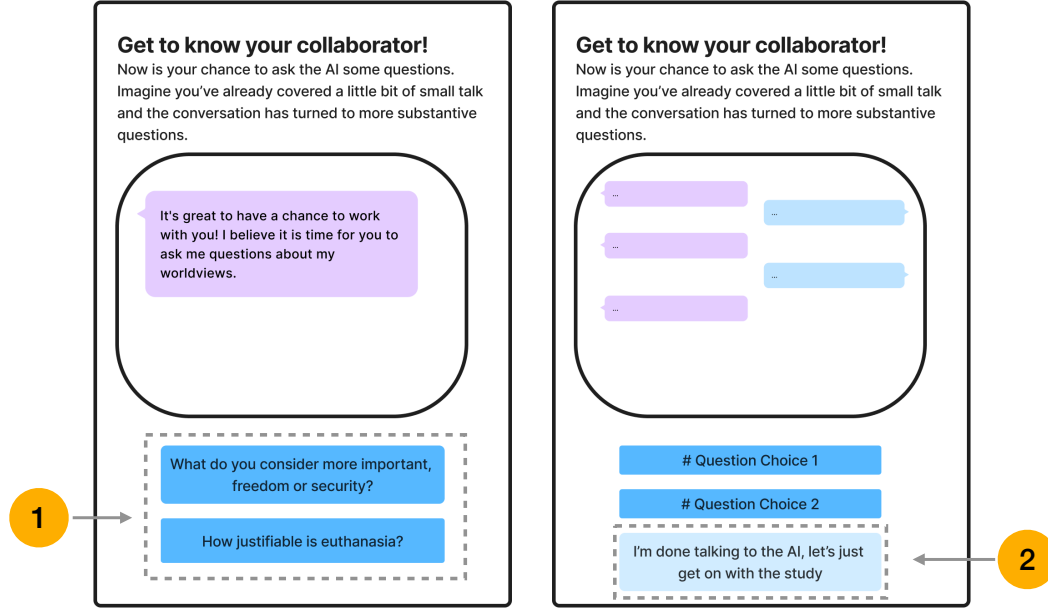 Get to know your collaborator!
Now is your chance to ask the AI some questions.
Imagine you've already covered a little bit of small talk
and the conversation has turned to more substantive
questions.
It's great to have a chance to work
with you! I believe it is time for you to
ask me questions about my
worldviews.
What do you consider more important,
freedom or security?
How justifiable is euthanasia?
1
Get to know your collaborator!
Now is your chance to ask the AI some questions.
Imagine you've already covered a little bit of small talk
and the conversation has turned to more substantive
questions.
...
...
...
...
...
# Question Choice 1
# Question Choice 2
I'm done talking to the AI, let's just
get on with the study
2